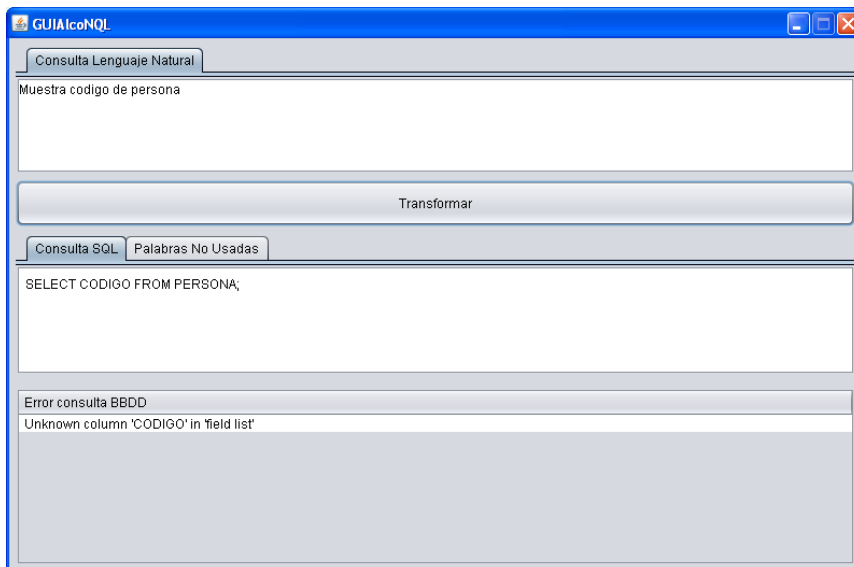 GUIAlcoNQL
Consulta Lenguaje Natural
Muestra codigo de persona
Transformar
Consulta SQL Palabras No Usadas
SELECT CODIGO FROM PERSONA;
Error consulta BBDD
Unknown column 'CODIGO' in 'field list'